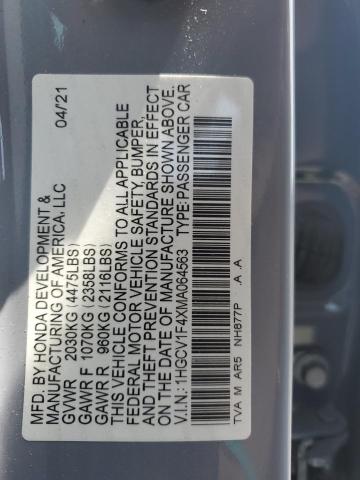 MFD. BY HONDA DEVELOPMENT &
MANUFACTURING OF AMERICA, LLC 04/21
GVWR 2030KG(4475LBS)
GAWR F 1070KG(2358LBS)
GAWR R 960KG(2116LBS)
THIS VEHICLE CONFORMS TO ALL APPLICABLE
FEDERAL MOTOR VEHICLE SAFETY, BUMPER,
AND THEFT PREVENTION STANDARDS IN EFFECT
ON THE DATE OF MANUFACTURE SHOWN ABOVE.
V.I.N.: 1HGCV1F4XMA064563 TYPE: PASSENGER CAR
TVA M AR5 NH877P A .A